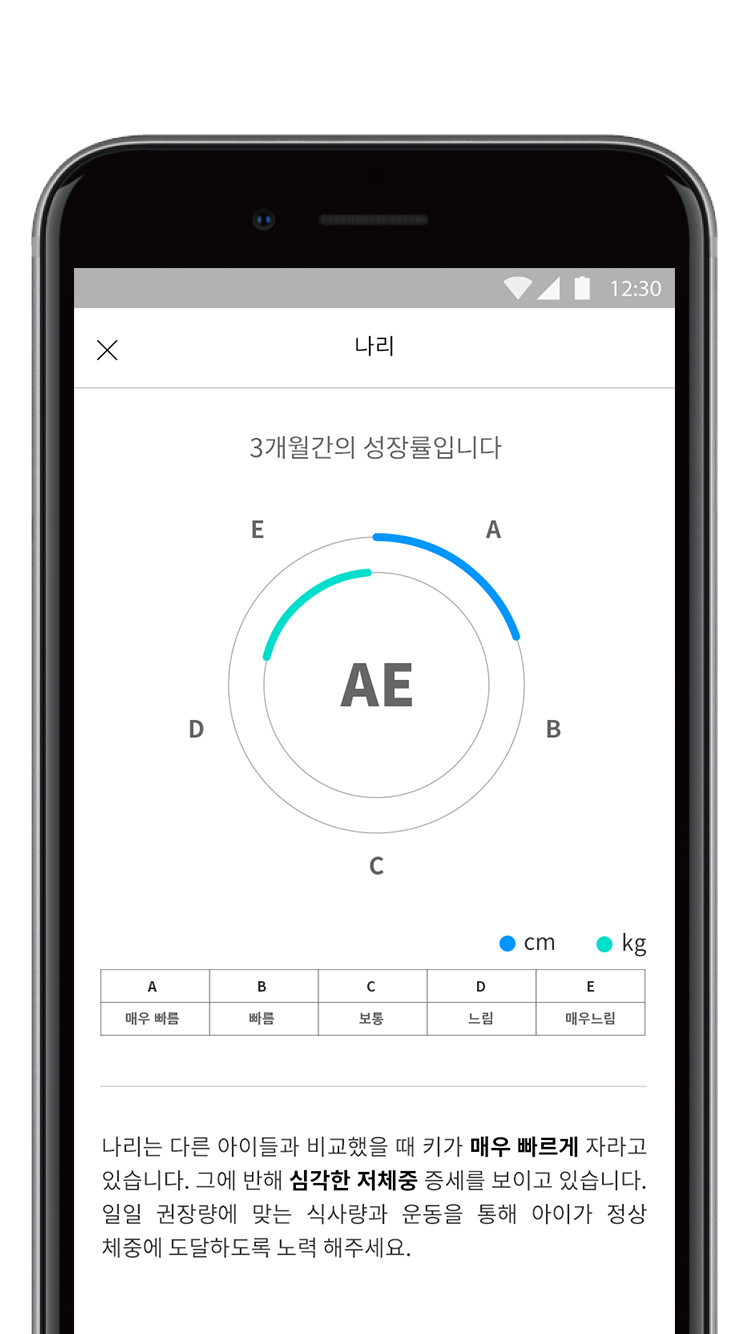 12:30
나리
3개월간의 성장률입니다
E A
AE
D B
C
cm kg
A B C D E
매우 빠름 빠름 보통 느림 매우느림
나리는 다른 아이들과 비교했을 때 키가 매우 빠르게 자라고
있습니다. 그에 반해 심각한 저체중 증세를 보이고 있습니다.
일일 권장량에 맞는 식사량과 운동을 통해 아이가 정상
체중에 도달하도록 노력 해주세요.